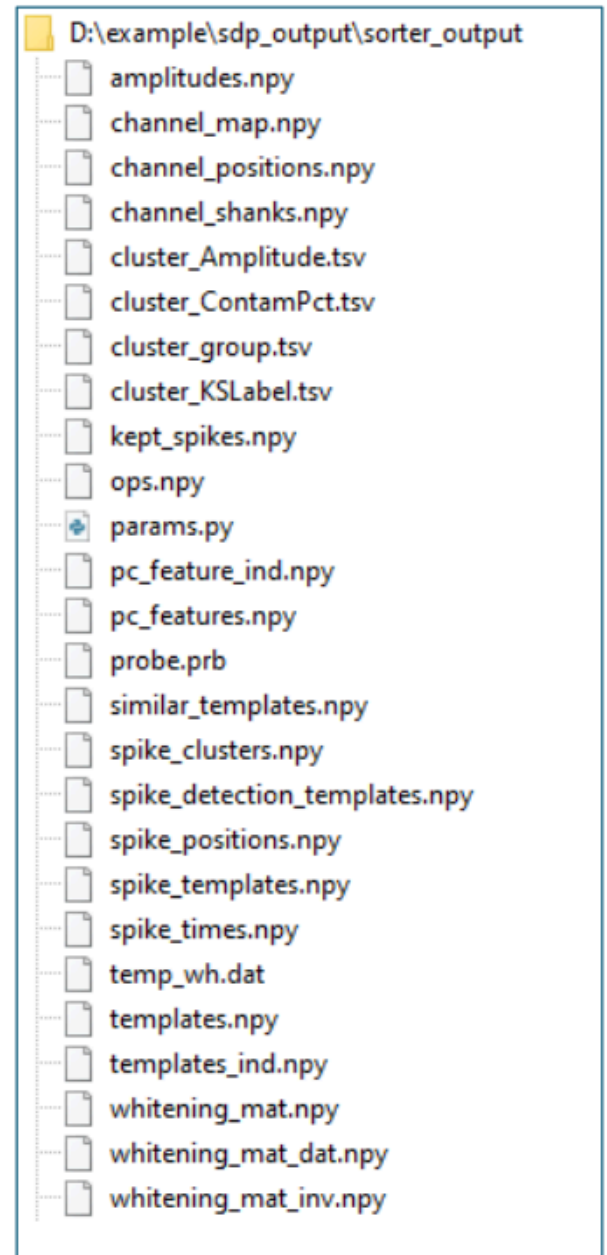 D:\example\sdp_output\sorter_output
amplitudes.npy
channel_map.npy
channel_positions.npy
channel_shanks.npy
cluster_Amplitude.tsv
cluster_ContamPct.tsv
cluster_group.tsv
cluster_KSLabel.tsv
kept_spikes.npy
ops.npy
params.py
pc_feature_ind.npy
pc_features.npy
probe.prb
similar_templates.npy
spike_clusters.npy
spike_detection_templates.npy
spike_positions.npy
spike_templates.npy
spike_times.npy
temp_wh.dat
templates.npy
templates_ind.npy
whitening_mat.npy
whitening_mat_dat.npy
whitening_mat_inv.npy